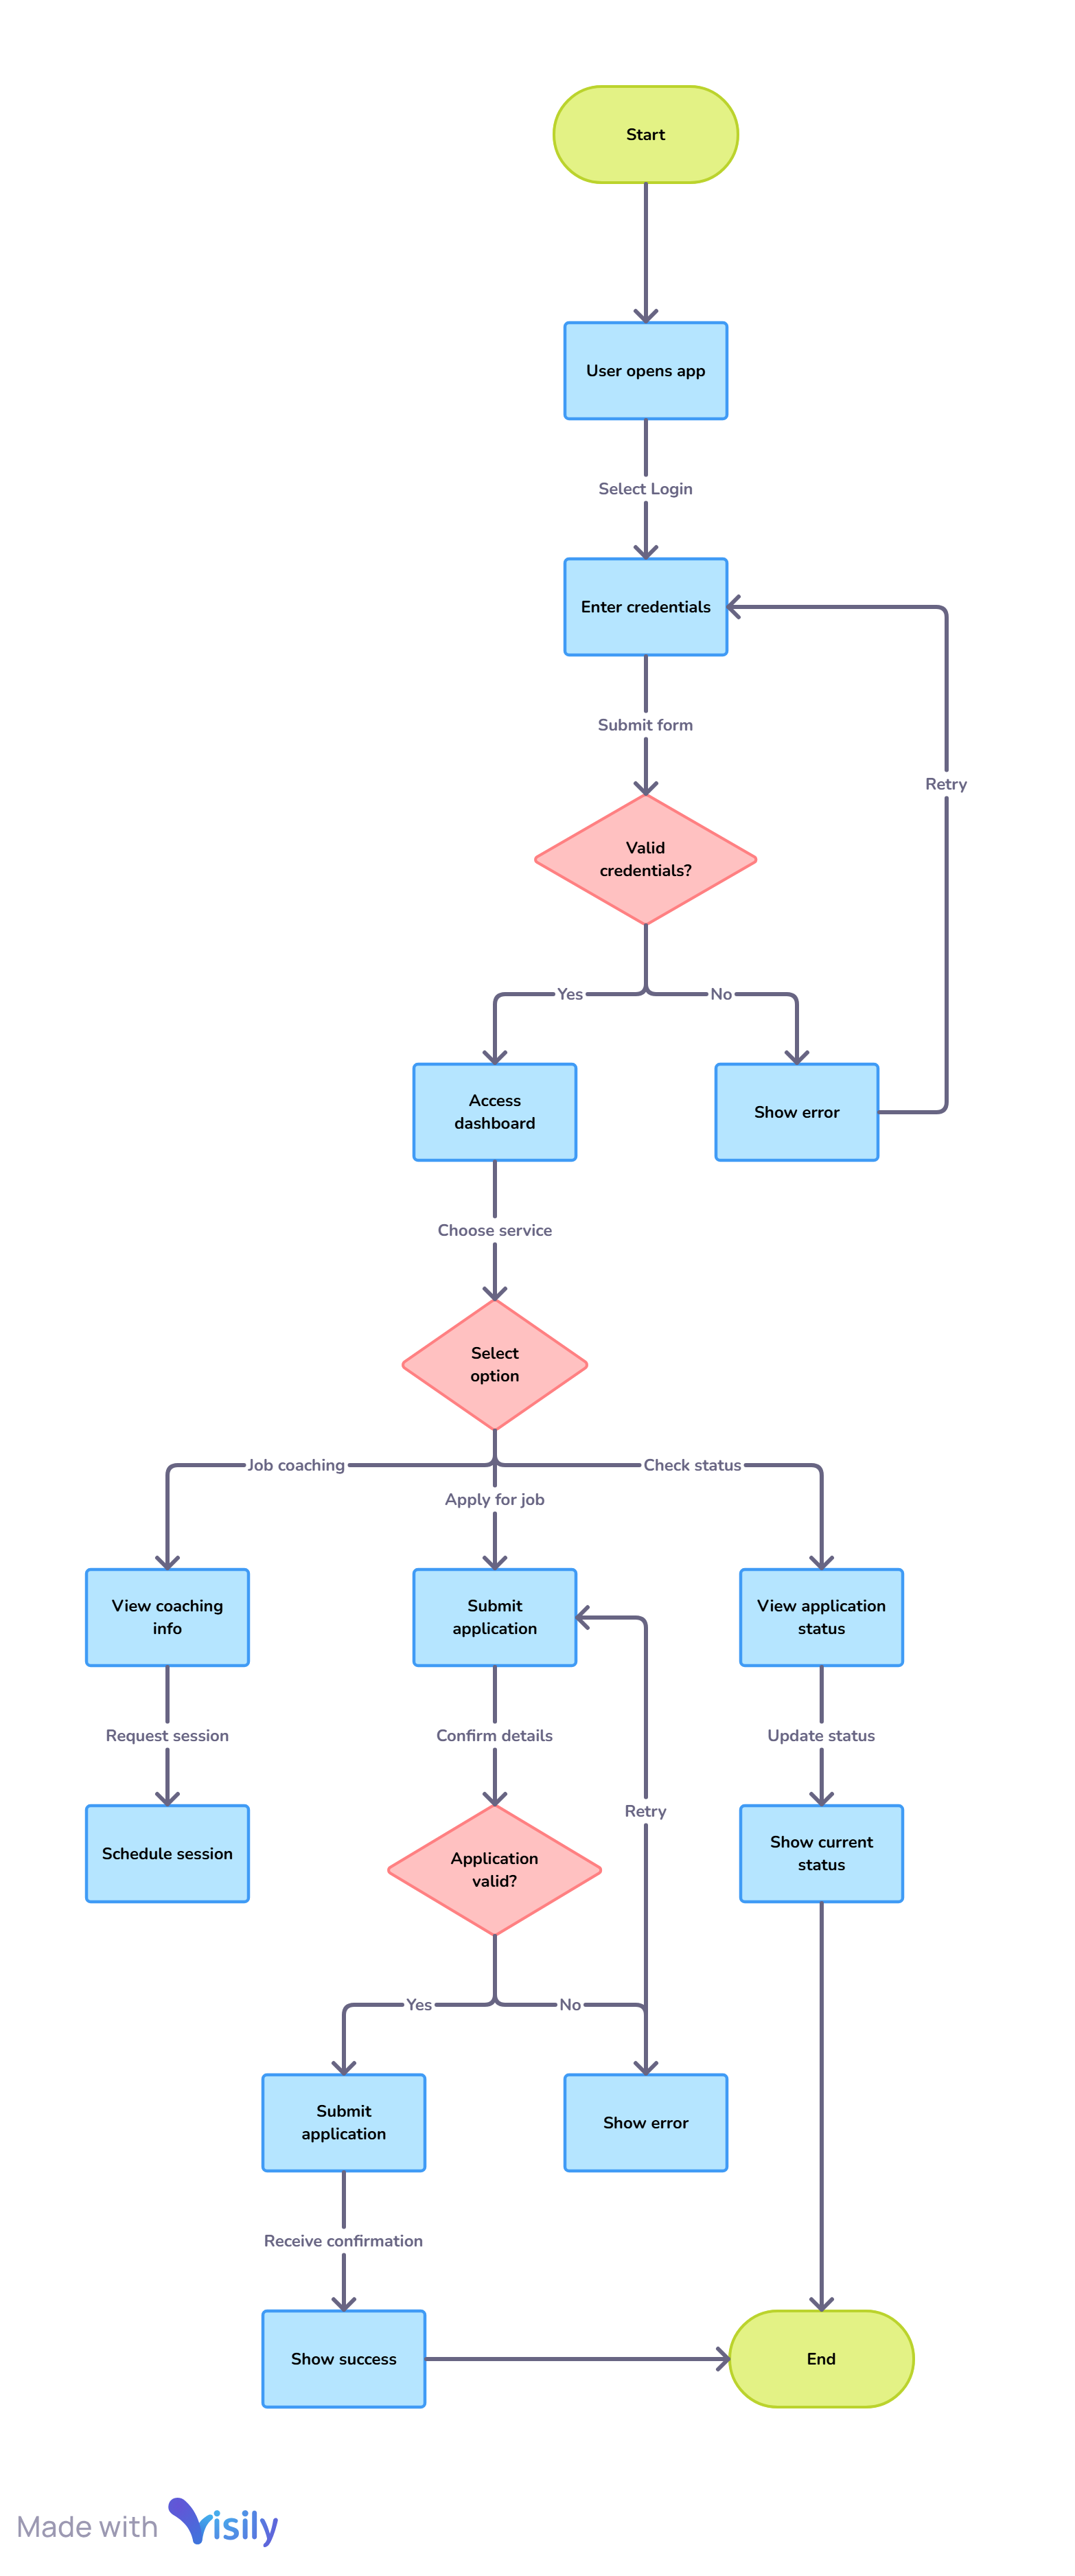 Start
User opens app
Select Login
Enter credentials
Submit form
Retry
Valid
credentials?
Yes
No
Access
dashboard
Show error
Choose service
Select
option
Job coaching
Check status
Apply for job
View coaching
info
Submit
application
View application
status
Request session
Confirm details
Update status
Retry
Schedule session
Application
valid?
Show current
status
Yes
No
Submit
application
Show error
Receive confirmation
Show success
End
Made with Visily